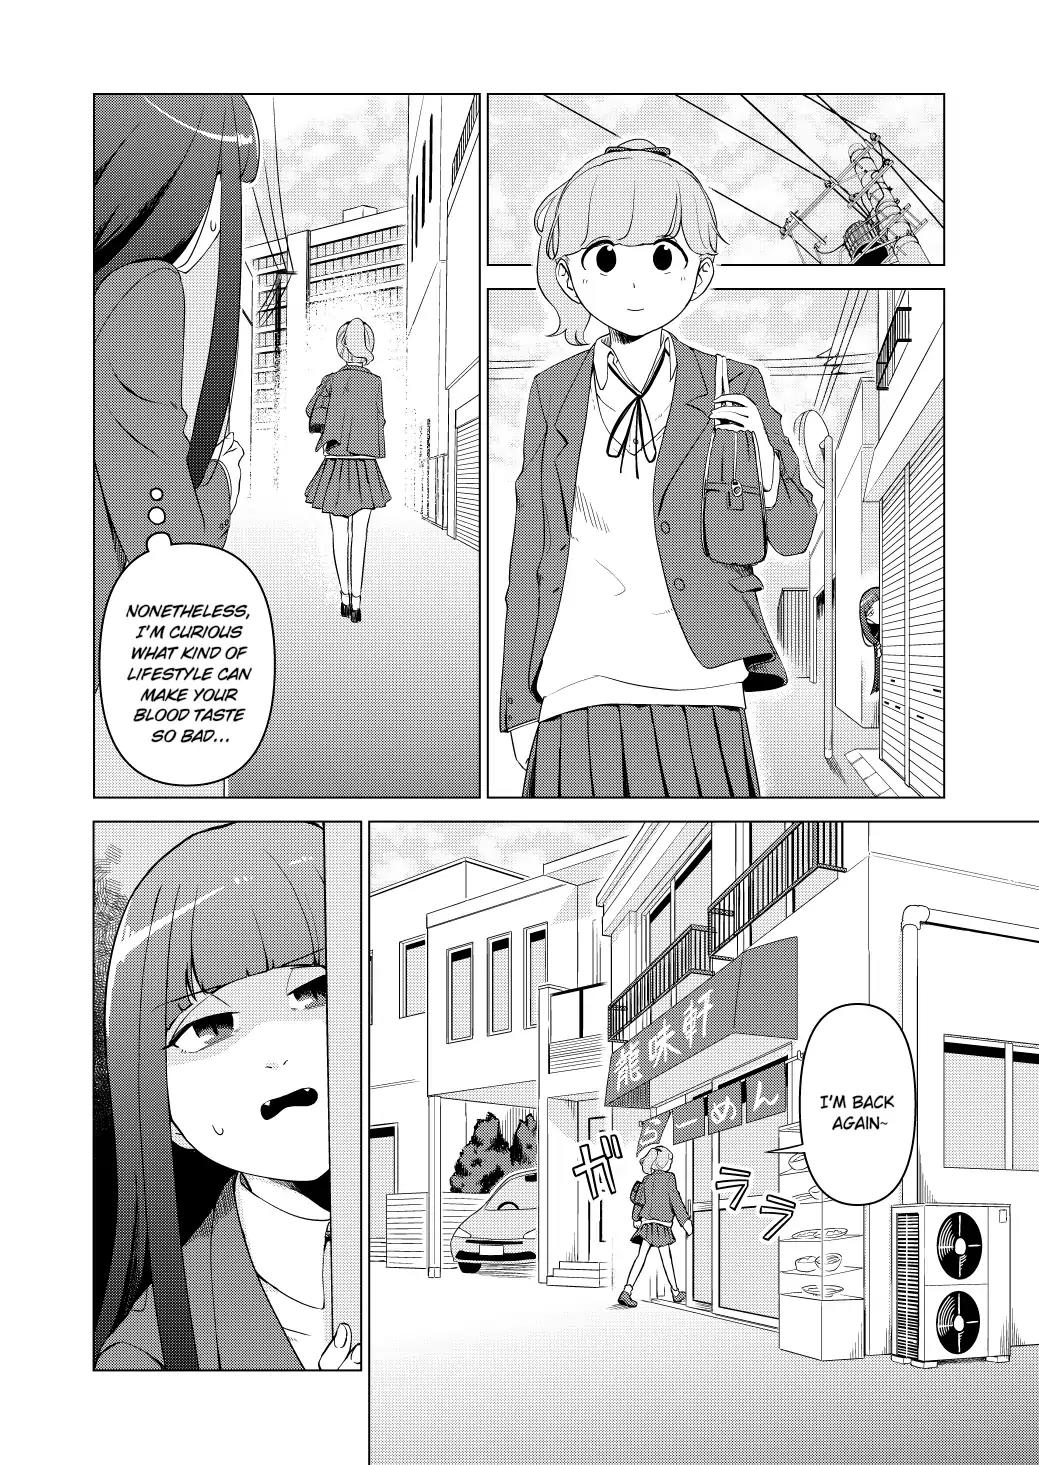 NONETHELESS,
I'M CURIOUS
WHAT KIND OF
LIFESTYLE CAN
MAKE YOUR
BLOOD TASTE
SO BAD...
龍味軒
らーめん
I'M BACK
AGAIN~
ガ
ララ